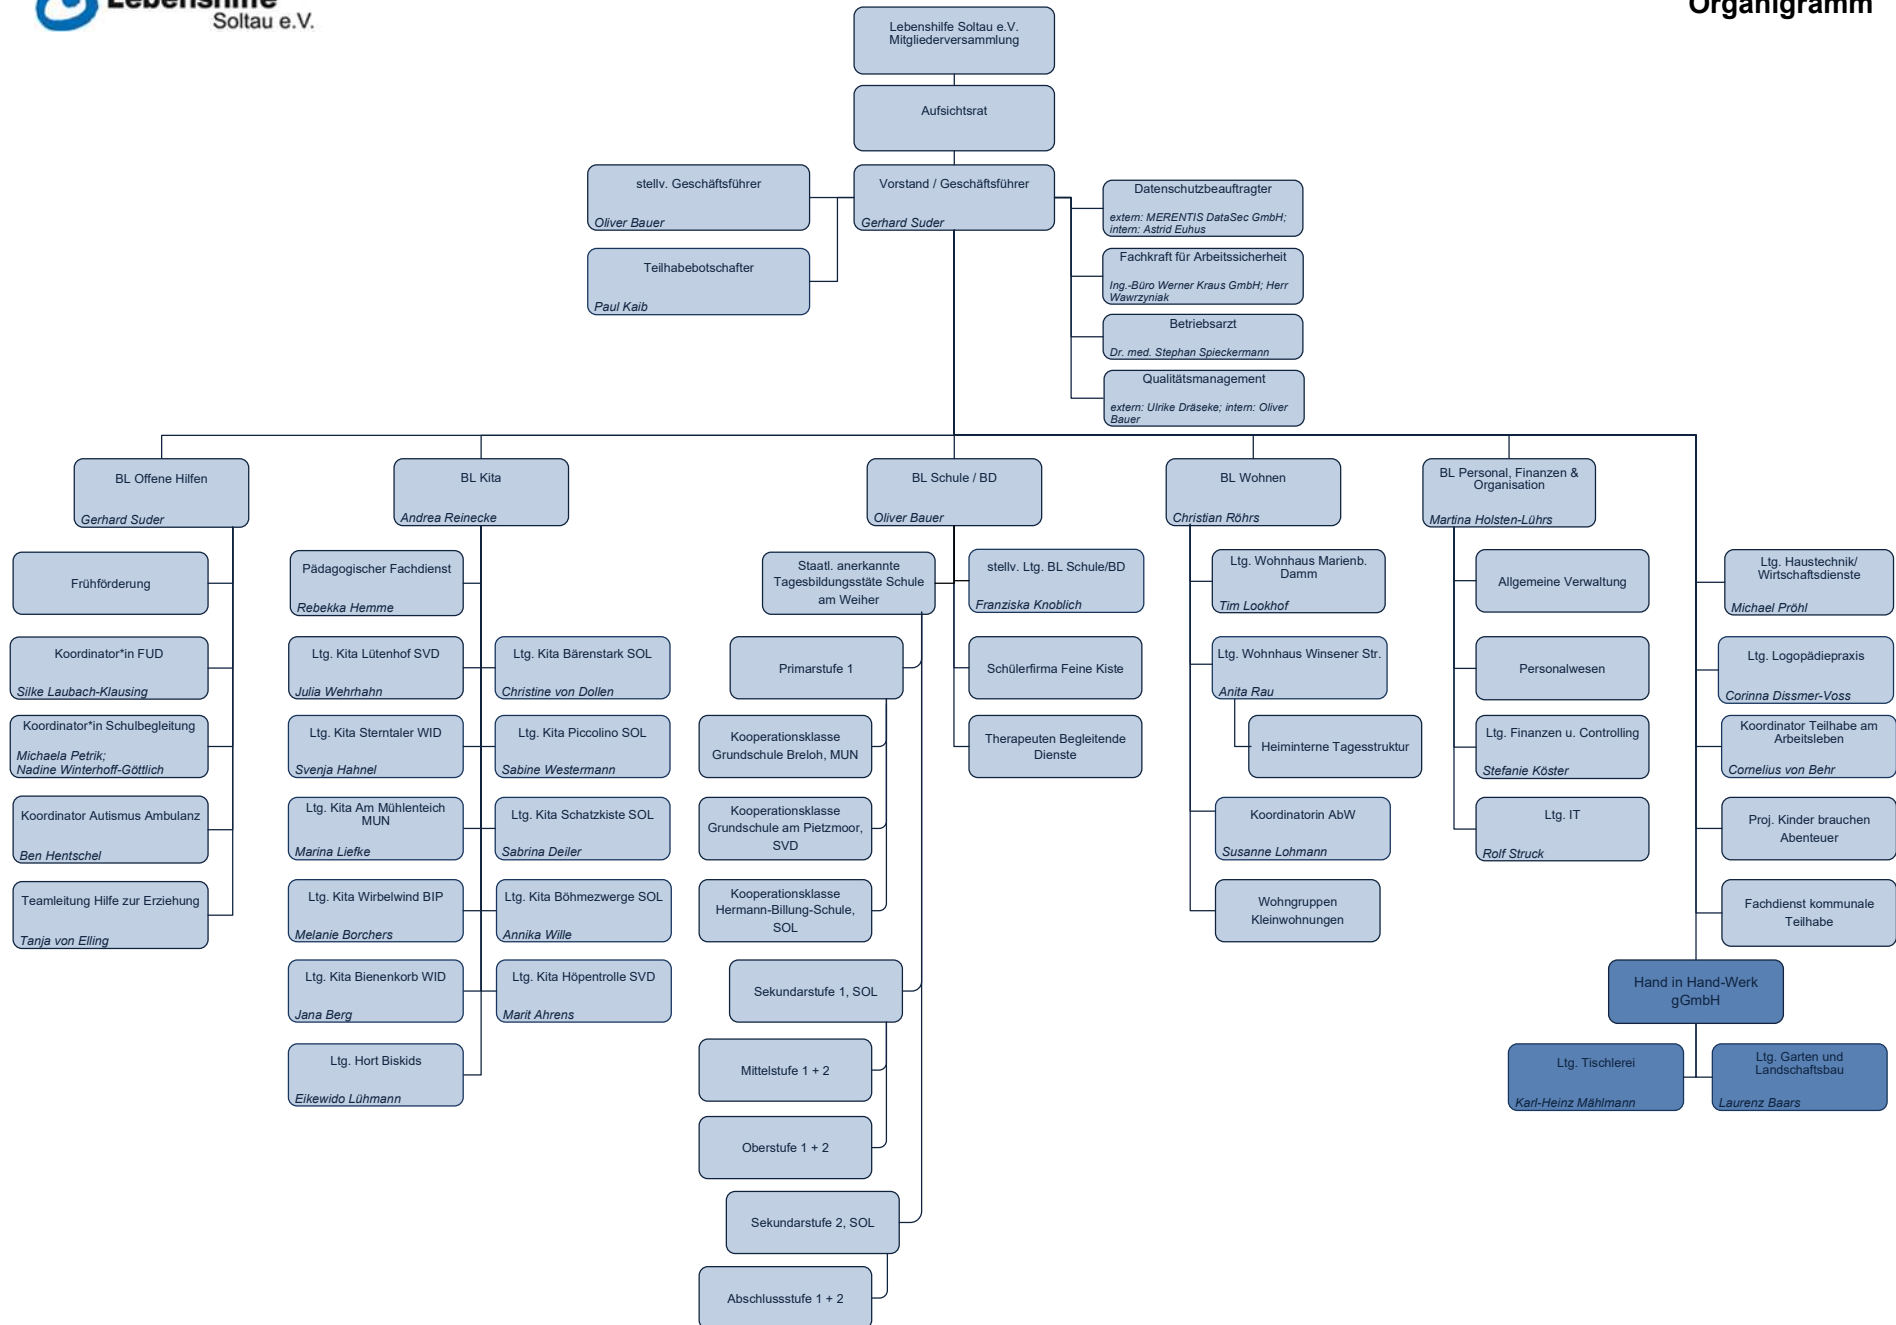 Lebenshilfe
Soltau e.V.
Organigramm
Lebenshilfe Soltau e.V.
Mitgliederversammlung
Aufsichtsrat
stellv. Geschäftsführer
Oliver Bauer
Vorstand / Geschäftsführer
Gerhard Suder
Teilhabebotschafter
Paul Kaib
Datenschutzbeauftragter
extern: MERENTIS DataSec GmbH;
intern: Astrid Euhus
Fachkraft für Arbeitssicherheit
Ing.-Büro Werner Kraus GmbH; Herr
Wawrzyniak
Betriebsarzt
Dr. med. Stephan Spieckermann
Qualitätsmanagement
extern: Ulrike Dräseke; intern: Oliver
Bauer
BL Offene Hilfen
Gerhard Suder
Frühförderung
Koordinator*in FUD
Silke Laubach-Klausing
Koordinator*in Schulbegleitung
Michaela Petrik;
Nadine Winterhoff-Göttlich
Koordinator Autismus Ambulanz
Ben Hentschel
Teamleitung Hilfe zur Erziehung
Tanja von Elling
BL Kita
Andrea Reinecke
Pädagogischer Fachdienst
Rebekka Hemme
Ltg. Kita Lütenhof SVD
Julia Wehrhahn
Ltg. Kita Bärenstark SOL
Christine von Dollen
Ltg. Kita Sterntaler WID
Svenja Hahnel
Ltg. Kita Piccolino SOL
Sabine Westermann
Ltg. Kita Am Mühlenteich
MUN
Marina Liefke
Ltg. Kita Schatzkiste SOL
Sabrina Deiler
Ltg. Kita Wirbelwind BIP
Melanie Borchers
Ltg. Kita Böhmezwerge SOL
Annika Wille
Ltg. Kita Bienenkorb WID
Jana Berg
Ltg. Kita Höpentrolle SVD
Marit Ahrens
Ltg. Hort Biskids
Eikewido Lühmann
BL Schule / BD
Oliver Bauer
Staatl. anerkannte
Tagesbildungsstäte Schule
am Weiher
stellv. Ltg. BL Schule/BD
Franziska Knoblich
Primarstufe 1
Schülerfirma Feine Kiste
Kooperationsklasse
Grundschule Breloh, MUN
Therapeuten Begleitende
Dienste
Kooperationsklasse
Grundschule am Pietzmoor,
SVD
Kooperationsklasse
Hermann-Billung-Schule,
SOL
Sekundarstufe 1, SOL
Mittelstufe 1 + 2
Oberstufe 1 + 2
Sekundarstufe 2, SOL
Abschlussstufe 1 + 2
BL Wohnen
Christian Röhrs
Ltg. Wohnhaus Marienb.
Damm
Tim Lookhof
Ltg. Wohnhaus Winsener Str.
Anita Rau
Heiminterne Tagesstruktur
Koordinatorin AbW
Susanne Lohmann
Wohngruppen
Kleinwohnungen
BL Personal, Finanzen &
Organisation
Martina Holsten-Lührs
Allgemeine Verwaltung
Personalwesen
Ltg. Finanzen u. Controlling
Stefanie Köster
Ltg. IT
Rolf Struck
Ltg. Haustechnik/
Wirtschaftsdienste
Michael Pröhl
Ltg. Logopädiepraxis
Corinna Dissmer-Voss
Koordinator Teilhabe am
Arbeitsleben
Cornelius von Behr
Proj. Kinder brauchen
Abenteuer
Fachdienst kommunale
Teilhabe
Hand in Hand-Werk
gGmbH
Ltg. Tischlerei
Karl-Heinz Mählmann
Ltg. Garten und
Landschaftsbau
Laurenz Baars